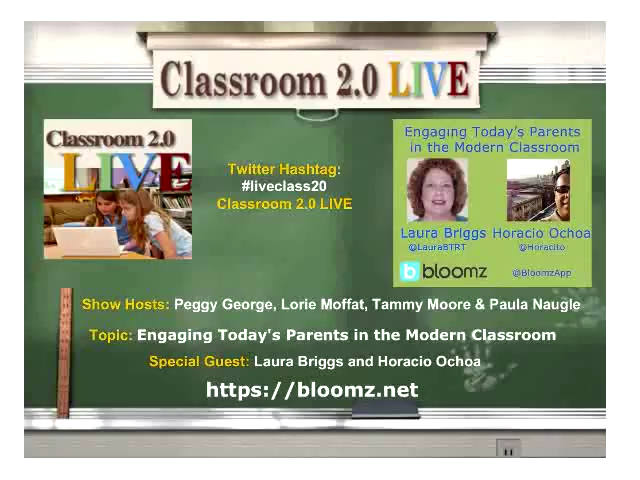 Classroom 2.0 LIVE
Classroom 2.0
LIVE
Twitter Hashtag:
#liveclass20
Classroom 2.0 LIVE
Engaging Today's Parents
in the Modern Classroom
Laura Briggs Horacio Ochoa
@LauraBTRT @Horacito
b bloomz @BloomzApp
Show Hosts: Peggy George, Lorie Moffat, Tammy Moore & Paula Naugle
Topic: Engaging Today's Parents in the Modern Classroom
Special Guest: Laura Briggs and Horacio Ochoa
https://bloomz.net